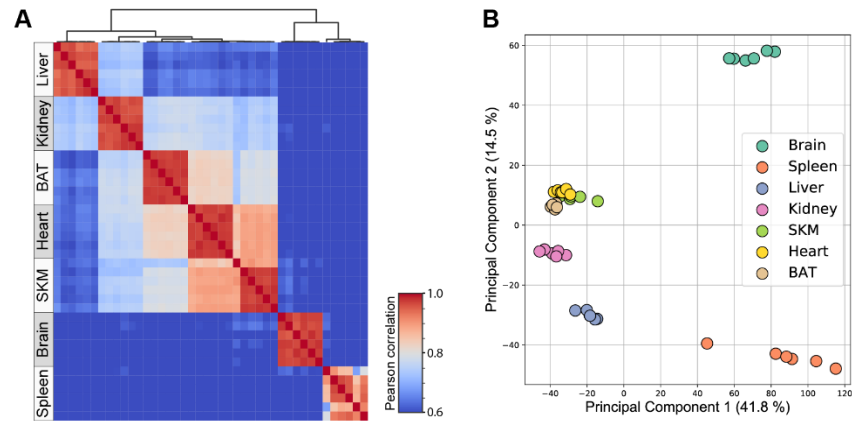 A
Liver
Kidney
BAT
Heart
SKM
Brain
Spleen
Pearson correlation
1.0
0.8
0.6
B
Principal Component 2 (14.5 %)
60
40
20
0
−20
−40
Brain
Spleen
Liver
Kidney
SKM
Heart
BAT
−40 −20 0 20 40 60 80 100 120
Principal Component 1 (41.8 %)